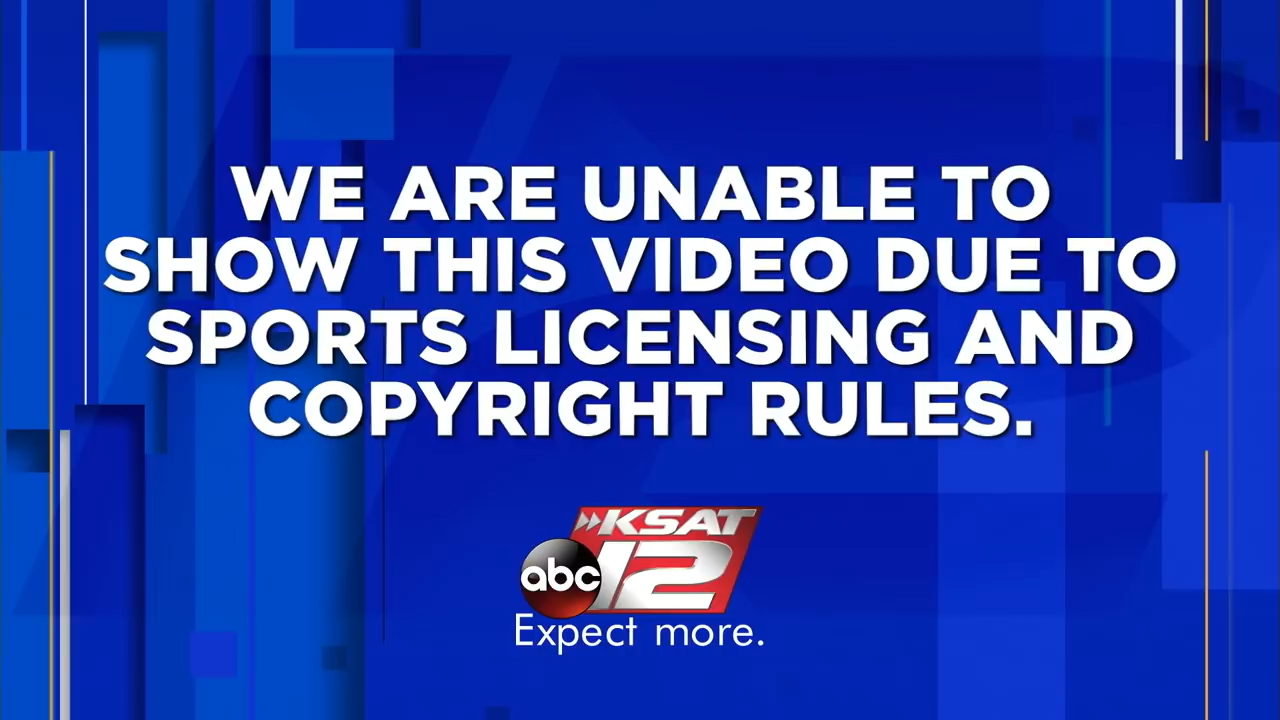 WE ARE UNABLE TO
SHOW THIS VIDEO DUE TO
SPORTS LICENSING AND
COPYRIGHT RULES.
KSAT
abc 12
Expect more.